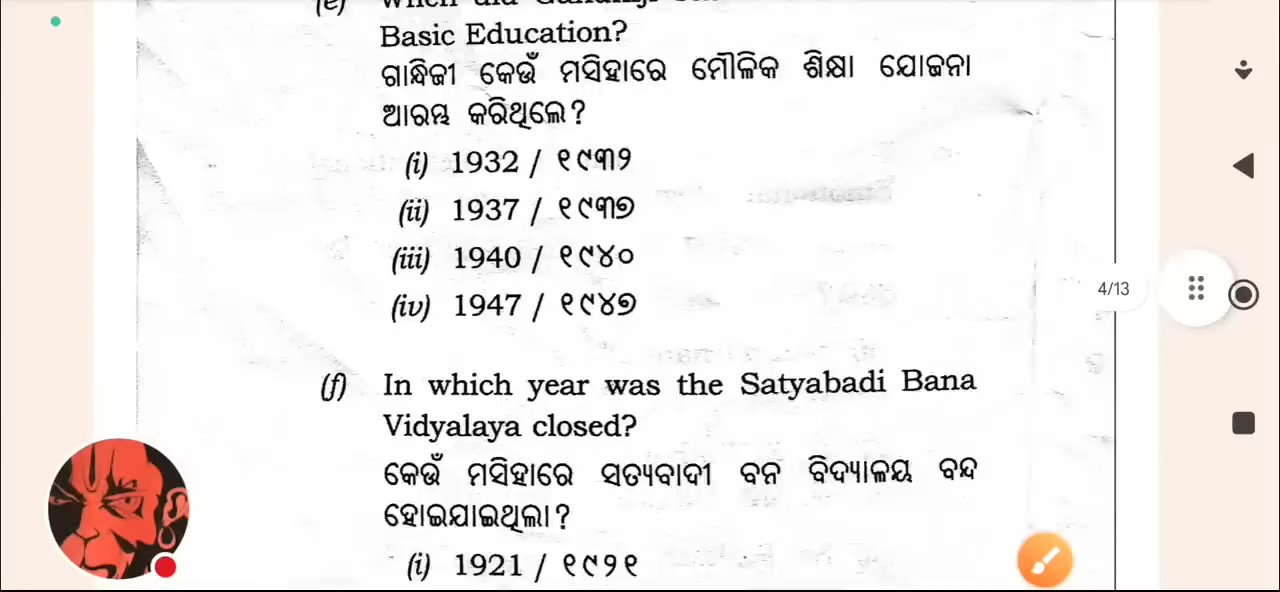 Basic Education?
ଗାନ୍ଧିଜୀ କେଉଁ ମସିହାରେ ମୌଳିକ ଶିକ୍ଷା ଯୋଜନା
ଆରମ୍ଭ କରିଥିଲେ?
(i) 1932 / ୧୯୩୨
(ii) 1937 / ୧୯୩୭
(iii) 1940 / ୧୯୪୦
(iv) 1947 / ୧୯୪୭
4/13
(f) In which year was the Satyabadi Bana
Vidyalaya closed?
କେଉଁ ମସିହାରେ ସତ୍ୟବାଦୀ ବନ ବିଦ୍ୟାଳୟ ବନ୍ଦ
ହୋଇଯାଇଥିଲା?
(i) 1921 / ୧୯୨୧